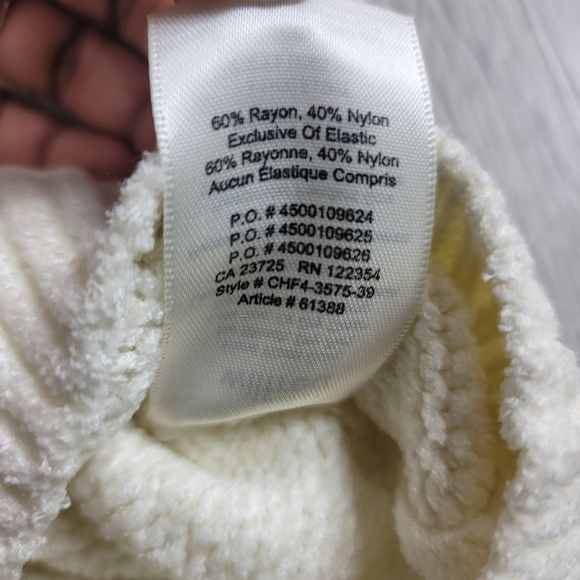 60% Rayon, 40% Nylon
Exclusive Of Elastic
60% Rayonne, 40% Nylon
Aucun Élastique Compris
P.O. # 4500109624
P.O. # 4500109625
P.O. # 4500109626
CA 23725 RN 122354
Style # CHF4-3575-39
Article # 61388